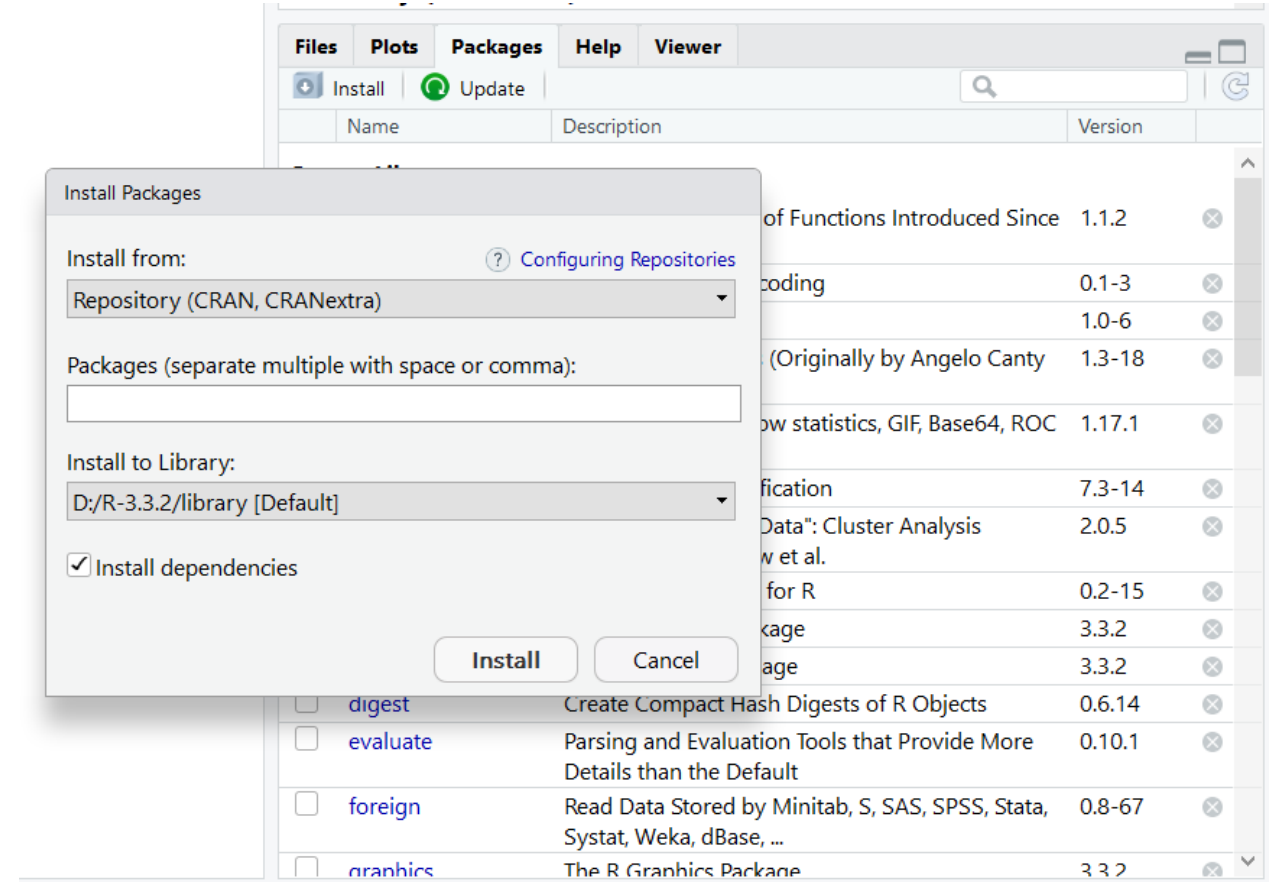 Files Plots Packages Help Viewer
Install Update
Name Description Version
Install Packages
of Functions Introduced Since 1.1.2
Install from: ? Configuring Repositories
Repository (CRAN, CRANextra)
coding 0.1-3
1.0-6
Packages (separate multiple with space or comma):
(Originally by Angelo Canty 1.3-18
statistics, GIF, Base64, ROC 1.17.1
Install to Library:
D:/R-3.3.2/library [Default]
fication 7.3-14
Data": Cluster Analysis 2.0.5
et al.
Install dependencies
for R 0.2-15
kage 3.3.2
Install Cancel
age 3.3.2
digest Create Compact Hash Digests of R Objects 0.6.14
evaluate Parsing and Evaluation Tools that Provide More 0.10.1
Details than the Default
foreign Read Data Stored by Minitab, S, SAS, SPSS, Stata, 0.8-67
Systat, Weka, dBase, ...
graphics The R Graphics Package 3.3.2